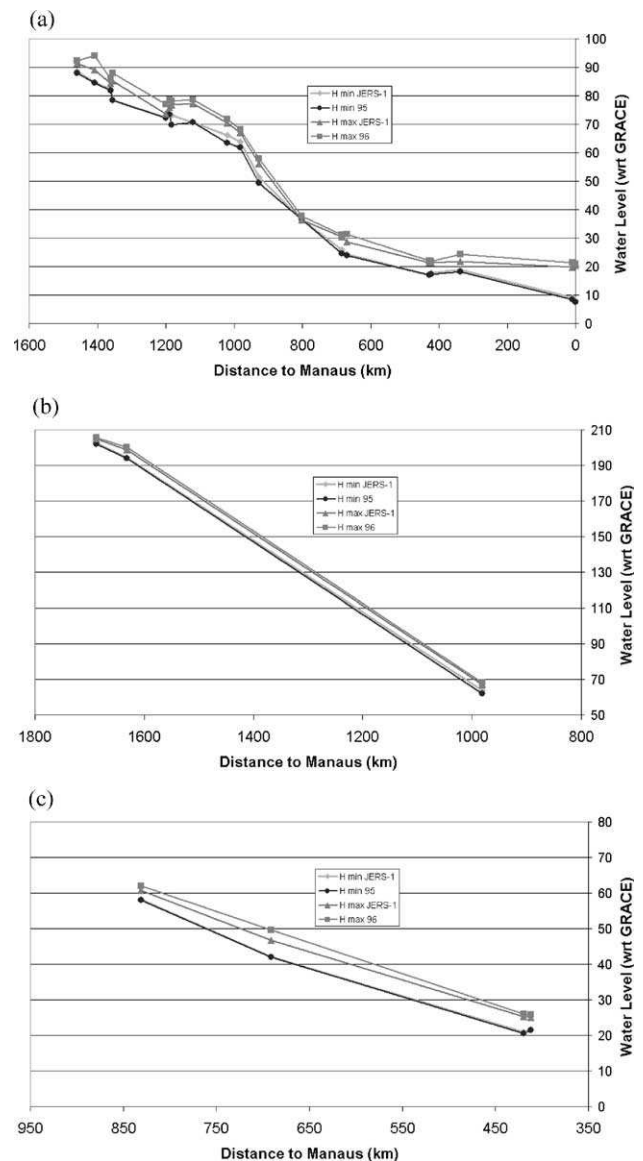 (a)
100
90
80
70
60
50
40
30
20
10
0
Water Level (wrt GRACE)
H min JERS-1
H min 95
H max JERS-1
H max 96
1600 1400 1200 1000 800 600 400 200 0
Distance to Manaus (km)
(b)
210
190
170
150
130
110
90
70
50
Water Level (wrt GRACE)
H min JERS-1
H min 95
H max JERS-1
H max 96
1800 1600 1400 1200 1000 800
Distance to Manaus (km)
(c)
80
70
60
50
40
30
20
10
0
Water Level (wrt GRACE)
H min JERS-1
H min 95
H max JERS-1
H max 96
950 850 750 650 550 450 350
Distance to Manaus (km)